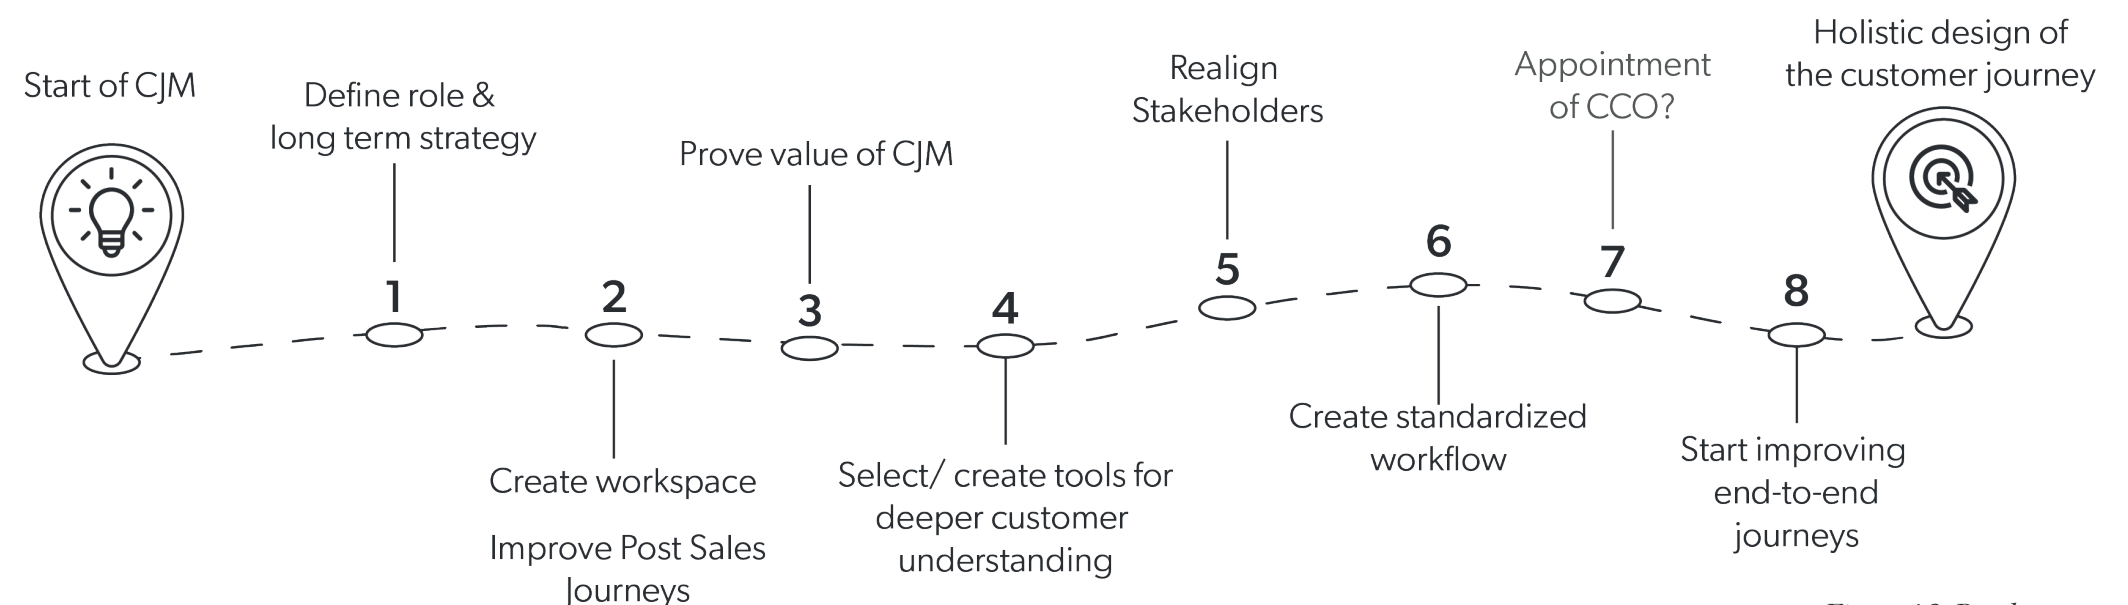 Start of CJM
Define role &
long term strategy
1
2
Create workspace
Improve Post Sales
Journeys
Prove value of CJM
3
4
Select/ create tools for
deeper customer
understanding
Realign
Stakeholders
5
6
Create standardized
workflow
Appointment
of CCO?
7
8
Start improving
end-to-end
journeys
Holistic design of
the customer journey